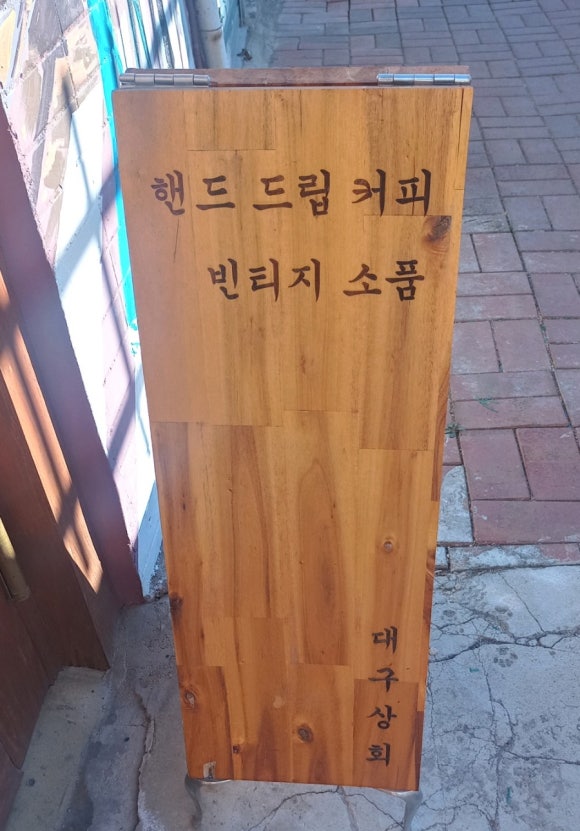 핸드 드립 커피
빈티지 소품
대구상회